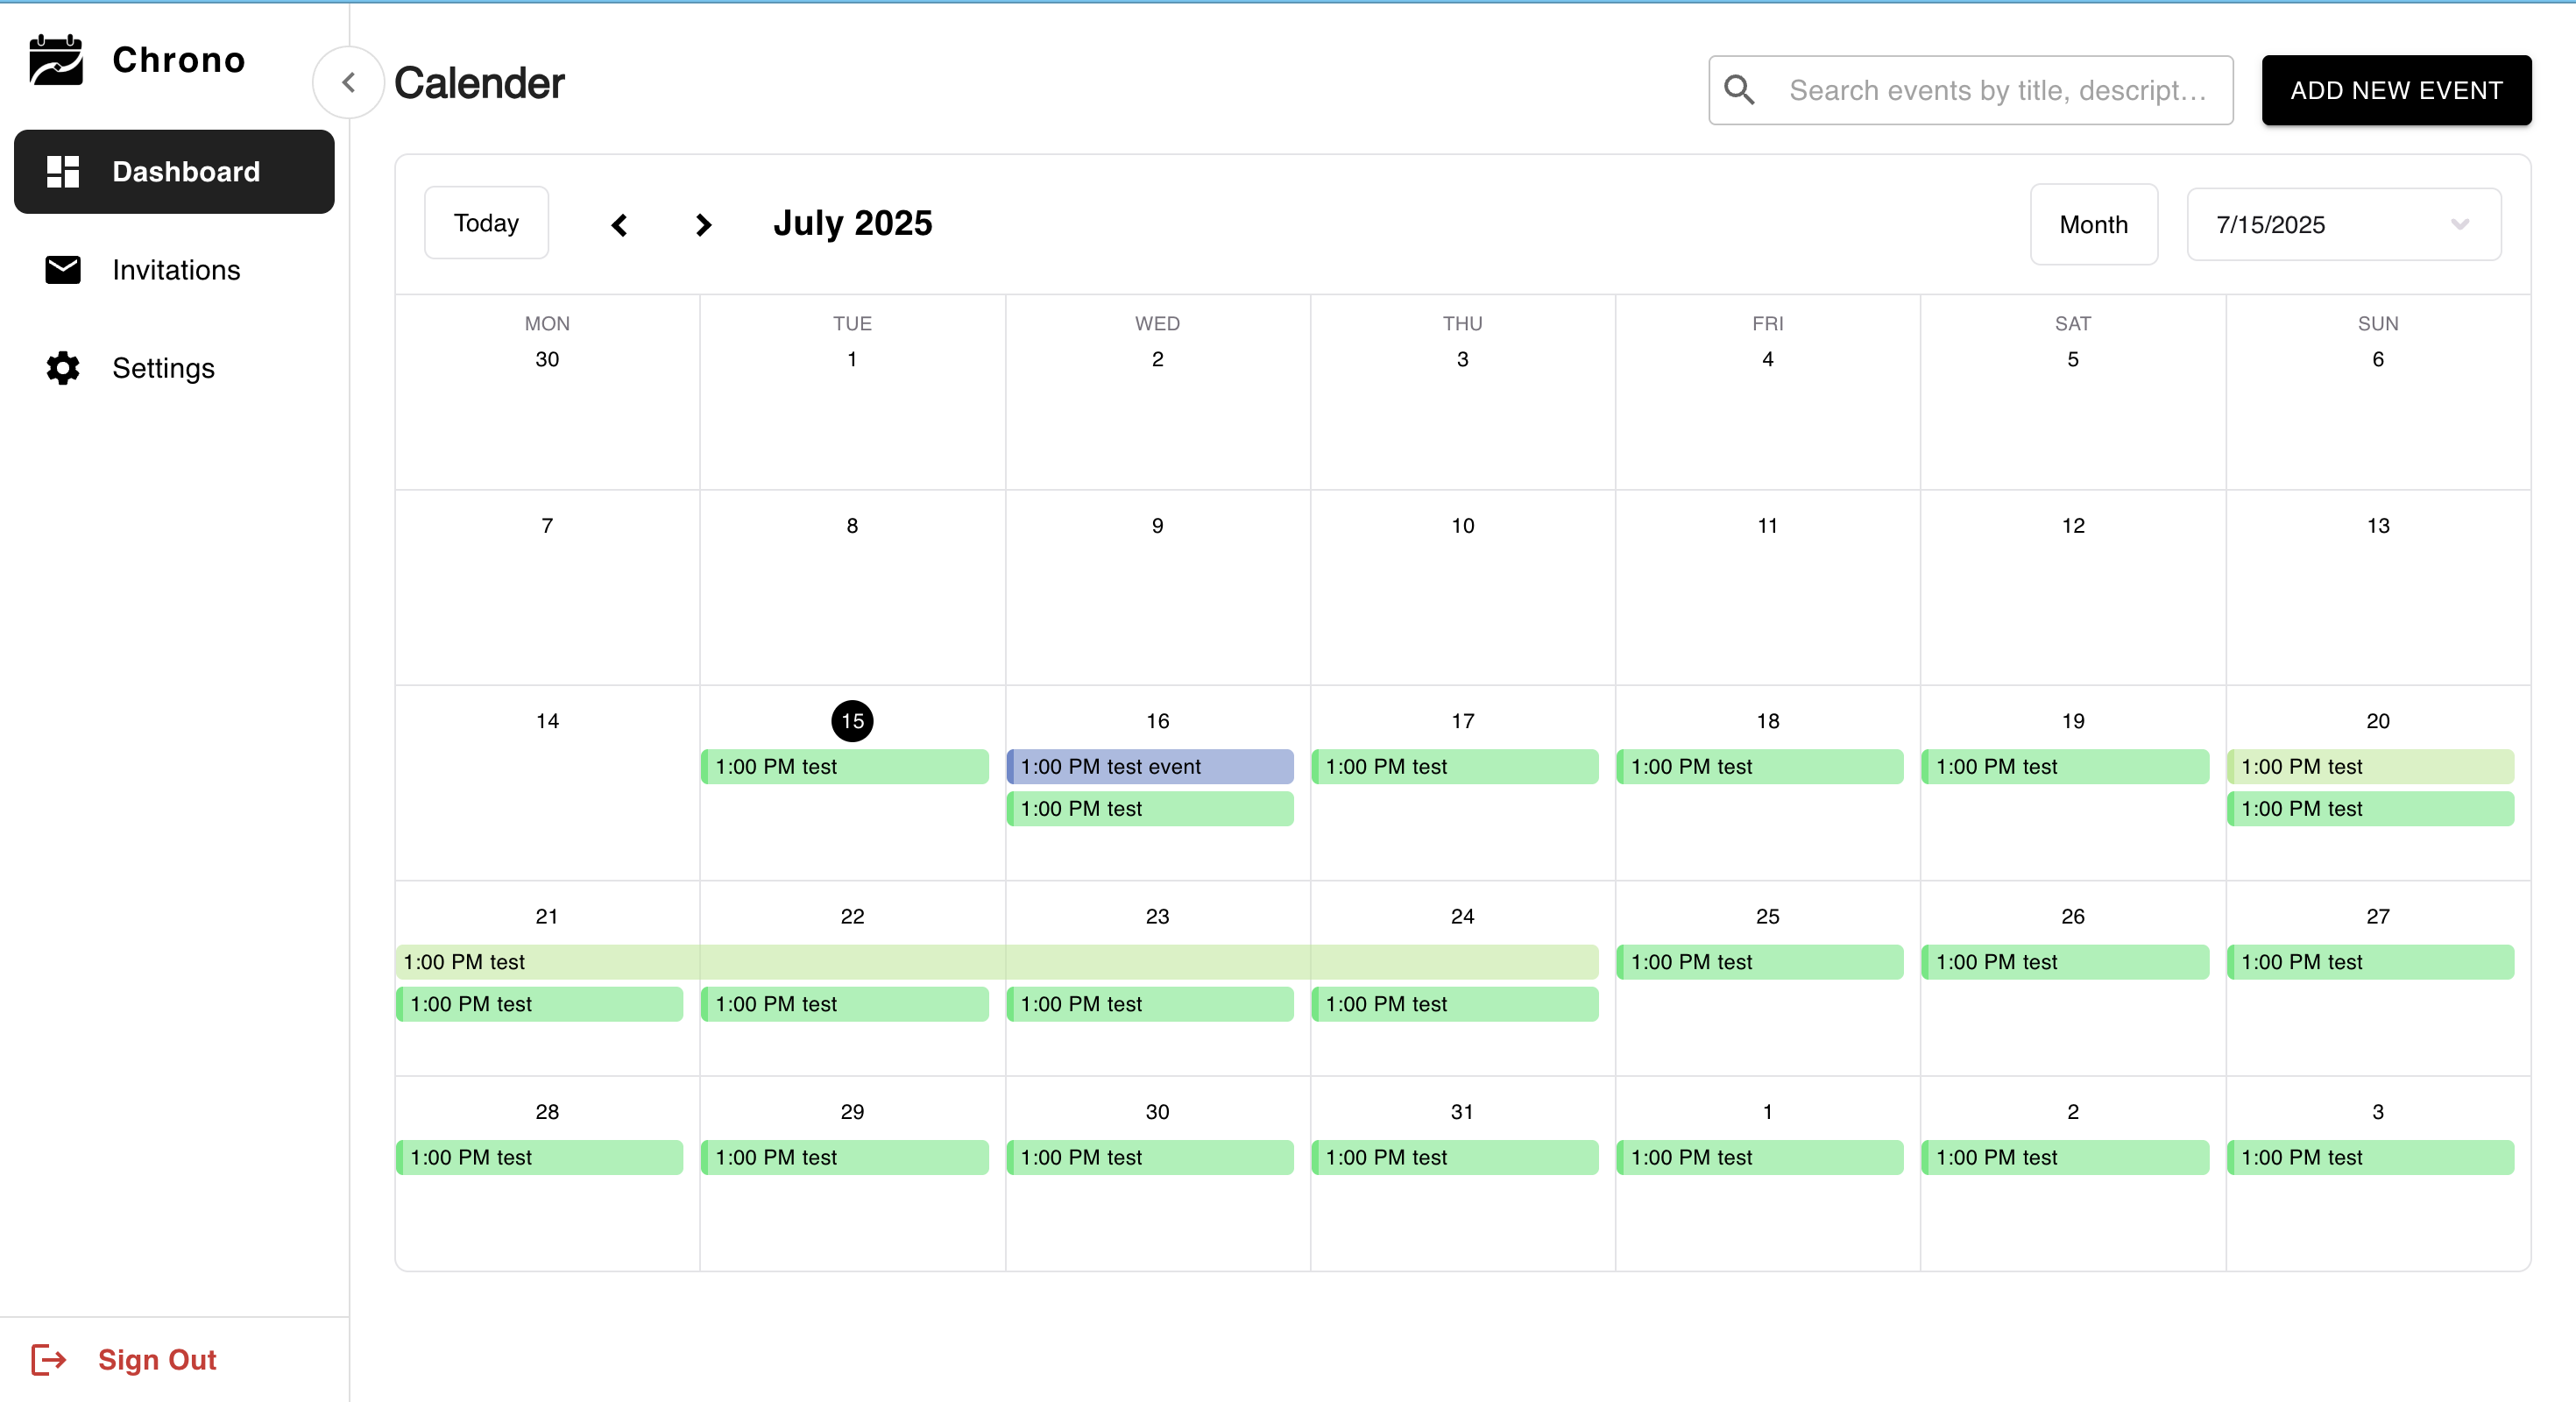 Chrono
Dashboard
Invitations
Settings
Sign Out
Calender
Search events by title, descript...
ADD NEW EVENT
Today
July 2025
Month
7/15/2025
MON TUE WED THU FRI SAT SUN
30 1 2 3 4 5 6
7 8 9 10 11 12 13
14 15 16 17 18 19 20
1:00 PM test 1:00 PM test event 1:00 PM test 1:00 PM test 1:00 PM test 1:00 PM test
1:00 PM test 1:00 PM test
21 22 23 24 25 26 27
1:00 PM test 1:00 PM test 1:00 PM test 1:00 PM test
1:00 PM test 1:00 PM test 1:00 PM test 1:00 PM test
28 29 30 31 1 2 3
1:00 PM test 1:00 PM test 1:00 PM test 1:00 PM test 1:00 PM test 1:00 PM test 1:00 PM test